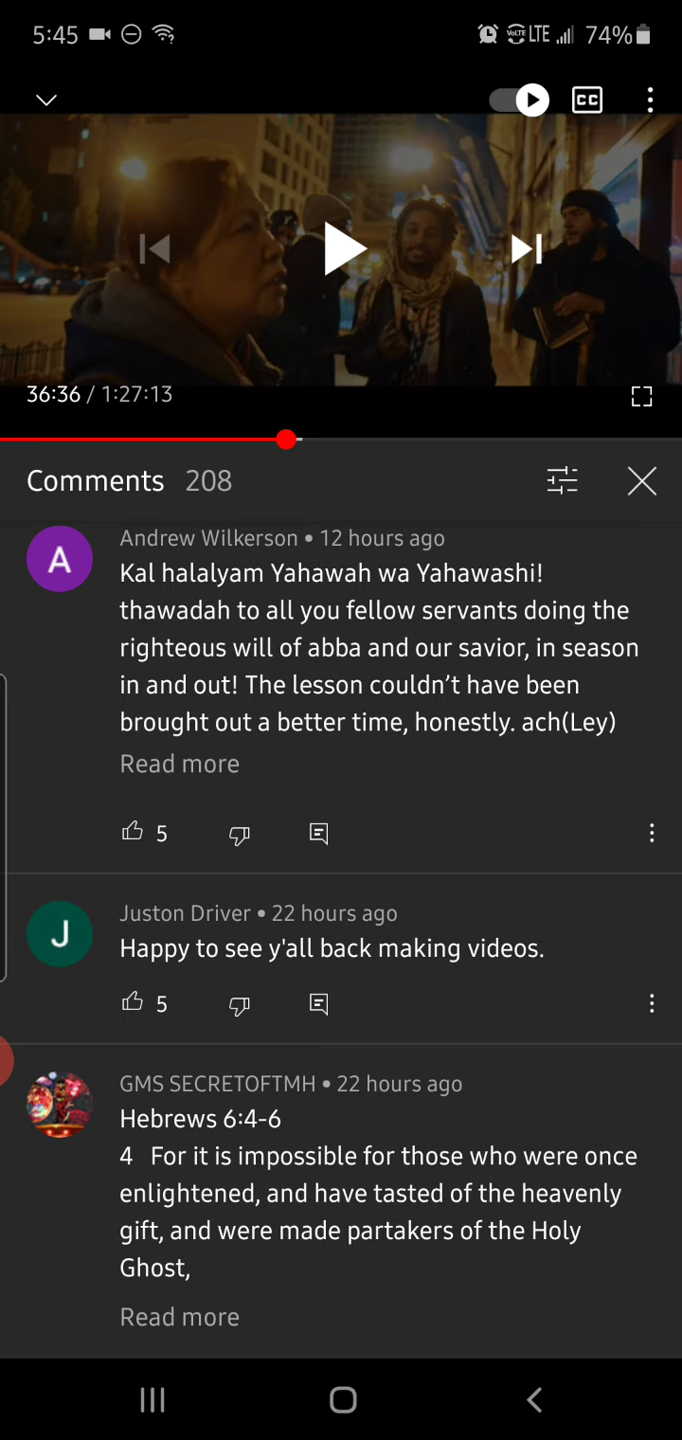 5:45
VoLTE LTE 74%
CC
36:36 / 1:27:13
Comments 208
A
Andrew Wilkerson • 12 hours ago
Kal halalyam Yahawah wa Yahawashi!
thawadah to all you fellow servants doing the
righteous will of abba and our savior, in season
in and out! The lesson couldn't have been
brought out a better time, honestly. ach(Ley)
Read more
5
J
Juston Driver • 22 hours ago
Happy to see y'all back making videos.
5
GMS SECRETOFTMH • 22 hours ago
Hebrews 6:4-6
4 For it is impossible for those who were once
enlightened, and have tasted of the heavenly
gift, and were made partakers of the Holy
Ghost,
Read more